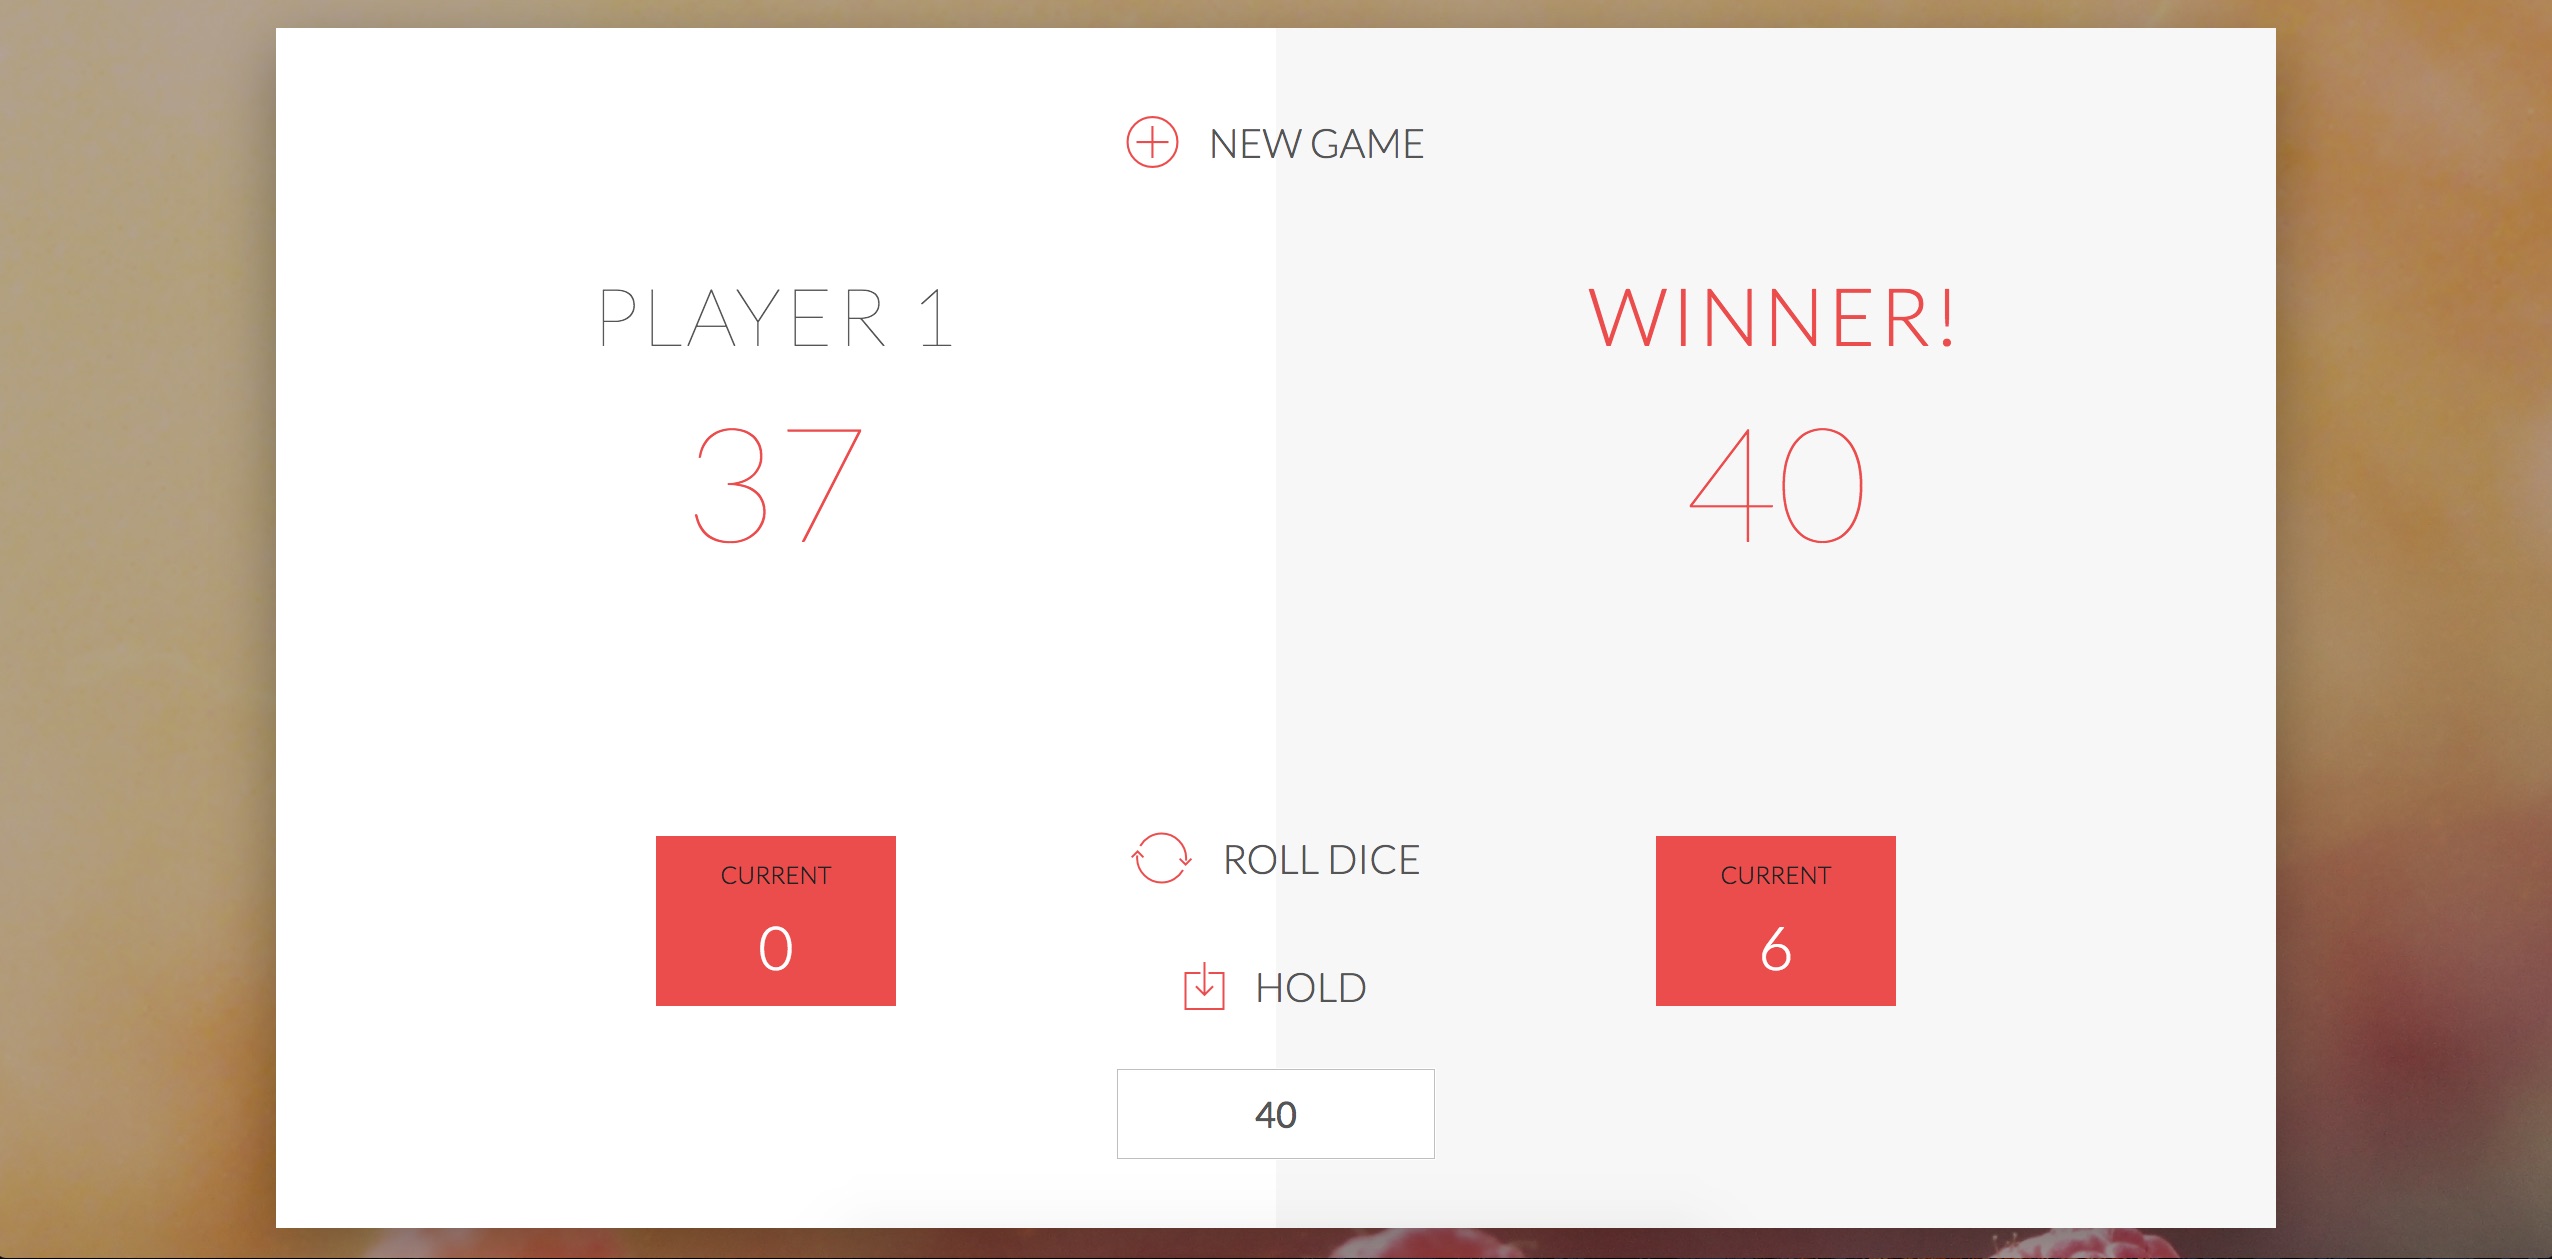 NEW GAME
PLAYER 1
37
WINNER!
40
CURRENT
0
ROLL DICE
HOLD
40
CURRENT
6